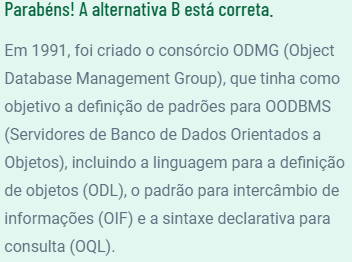 Parabéns! A alternativa B está correta.
Em 1991, foi criado o consórcio ODMG (Object
Database Management Group), que tinha como
objetivo a definição de padrões para OODBMS
(Servidores de Banco de Dados Orientados a
Objetos), incluindo a linguagem para a definição
de objetos (ODL), o padrão para intercâmbio de
informações (OIF) e a sintaxe declarativa para
consulta (OQL).